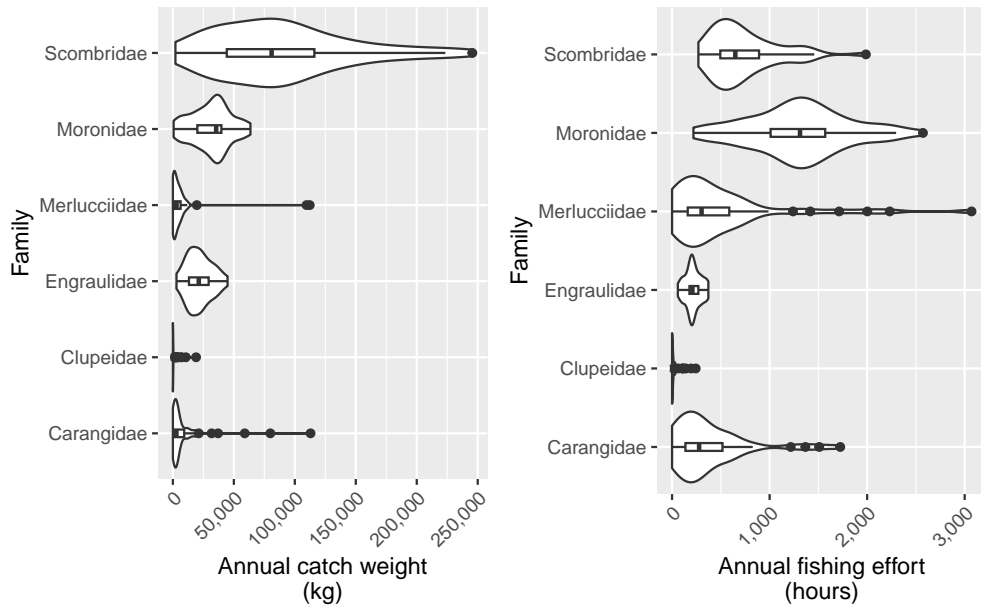 Family
Scombridae
Moronidae
Merlucciidae
Engraulidae
Clupeidae
Carangidae
0
50,000
100,000
150,000
200,000
250,000
Annual catch weight
(kg)
Family
Scombridae
Moronidae
Merlucciidae
Engraulidae
Clupeidae
Carangidae
0
1,000
2,000
3,000
Annual fishing effort
(hours)